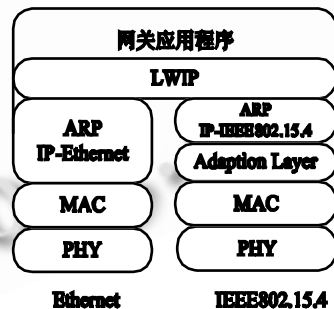 网关应用程序
LWIP
ARP
IP-Ethernet
MAC
PHY
Ethernet
ARP
IP-IEEE802.15.4
Adaption Layer
MAC
PHY
IEEE802.15.4